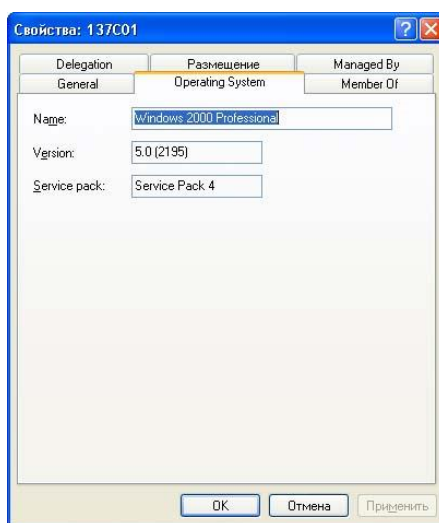 Свойства: 137C01
Delegation Размещение Managed By
General Operating System Member Of
Name: Windows 2000 Professional
Version: 5.0 (2195)
Service pack: Service Pack 4
OK Отмена Применить